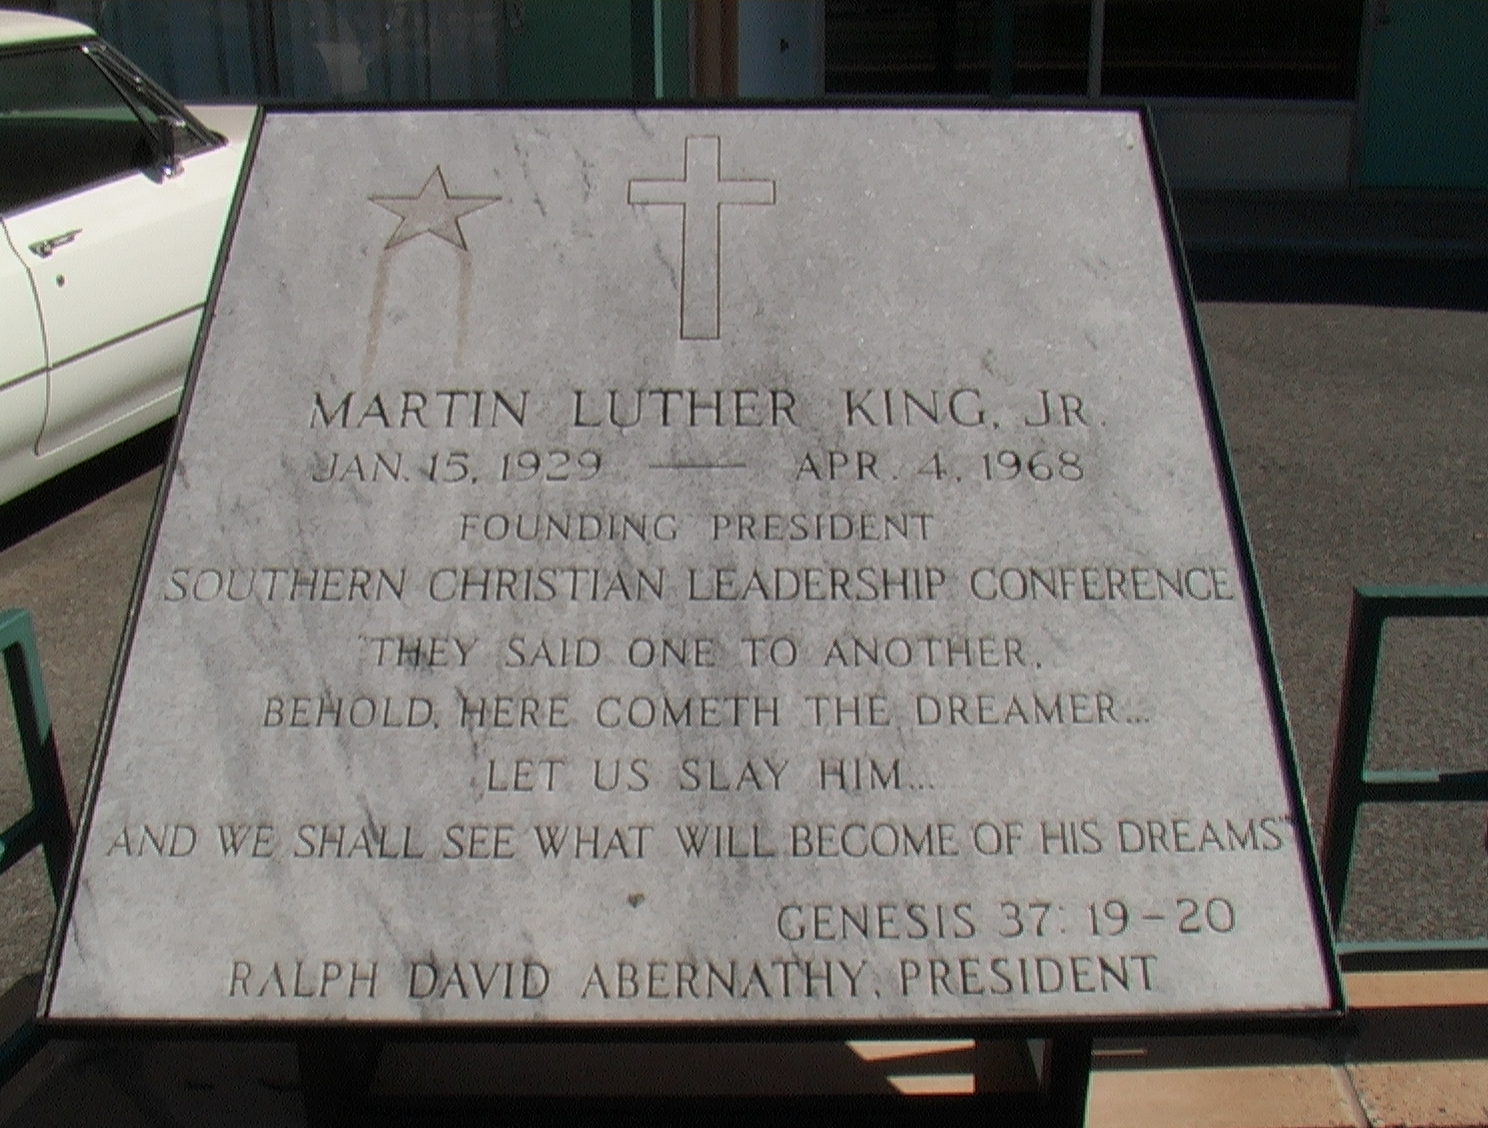 MARTIN LUTHER KING, JR.
JAN. 15, 1929 — APR. 4, 1968
FOUNDING PRESIDENT
SOUTHERN CHRISTIAN LEADERSHIP CONFERENCE
"THEY SAID ONE TO ANOTHER,
BEHOLD, HERE COMETH THE DREAMER...
LET US SLAY HIM...
AND WE SHALL SEE WHAT WILL BECOME OF HIS DREAMS"
GENESIS 37: 19-20
RALPH DAVID ABERNATHY, PRESIDENT